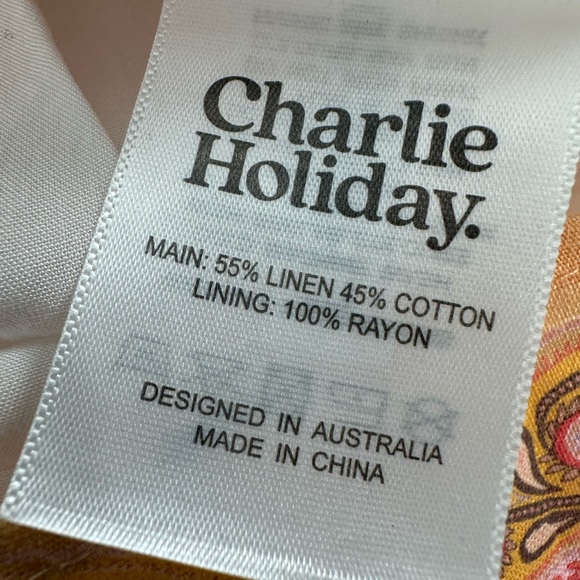 Charlie
Holiday.
MAIN: 55% LINEN 45% COTTON
LINING: 100% RAYON
DESIGNED IN AUSTRALIA
MADE IN CHINA